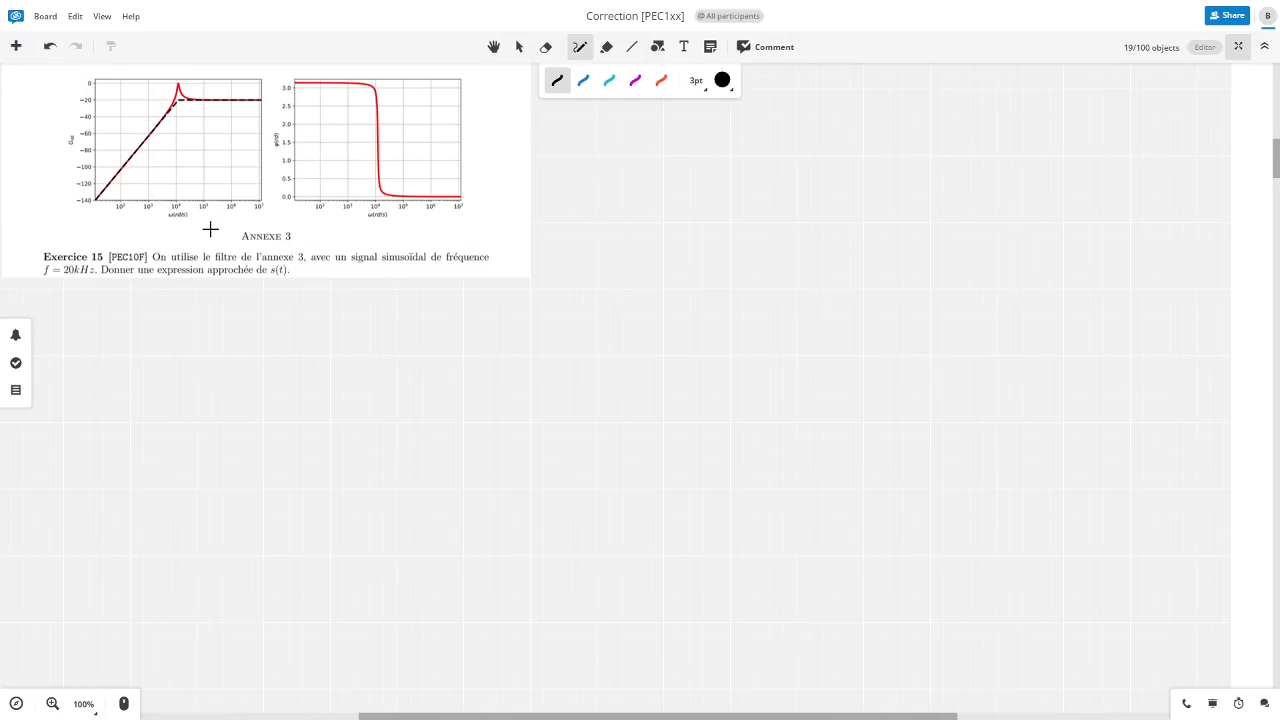 Board Edit View Help
Correction [PEC1xx] @ All participants
Share B
Comment
19/100 objects Editor
3pt
0
−20
−40
−60
−80
−100
−120
−140
G_dB
10² 10³ 10⁴ 10⁵ 10⁶ 10⁷
ω(rd/s)
3.0
2.5
2.0
1.5
1.0
0.5
0.0
φ(rd)
10² 10³ 10⁴ 10⁵ 10⁶ 10⁷
ω(rd/s)
Annexe 3
Exercice 15 [PEC10F] On utilise le filtre de l'annexe 3, avec un signal sinusoïdal de fréquence
f = 20kHz. Donner une expression approchée de s(t).
100%